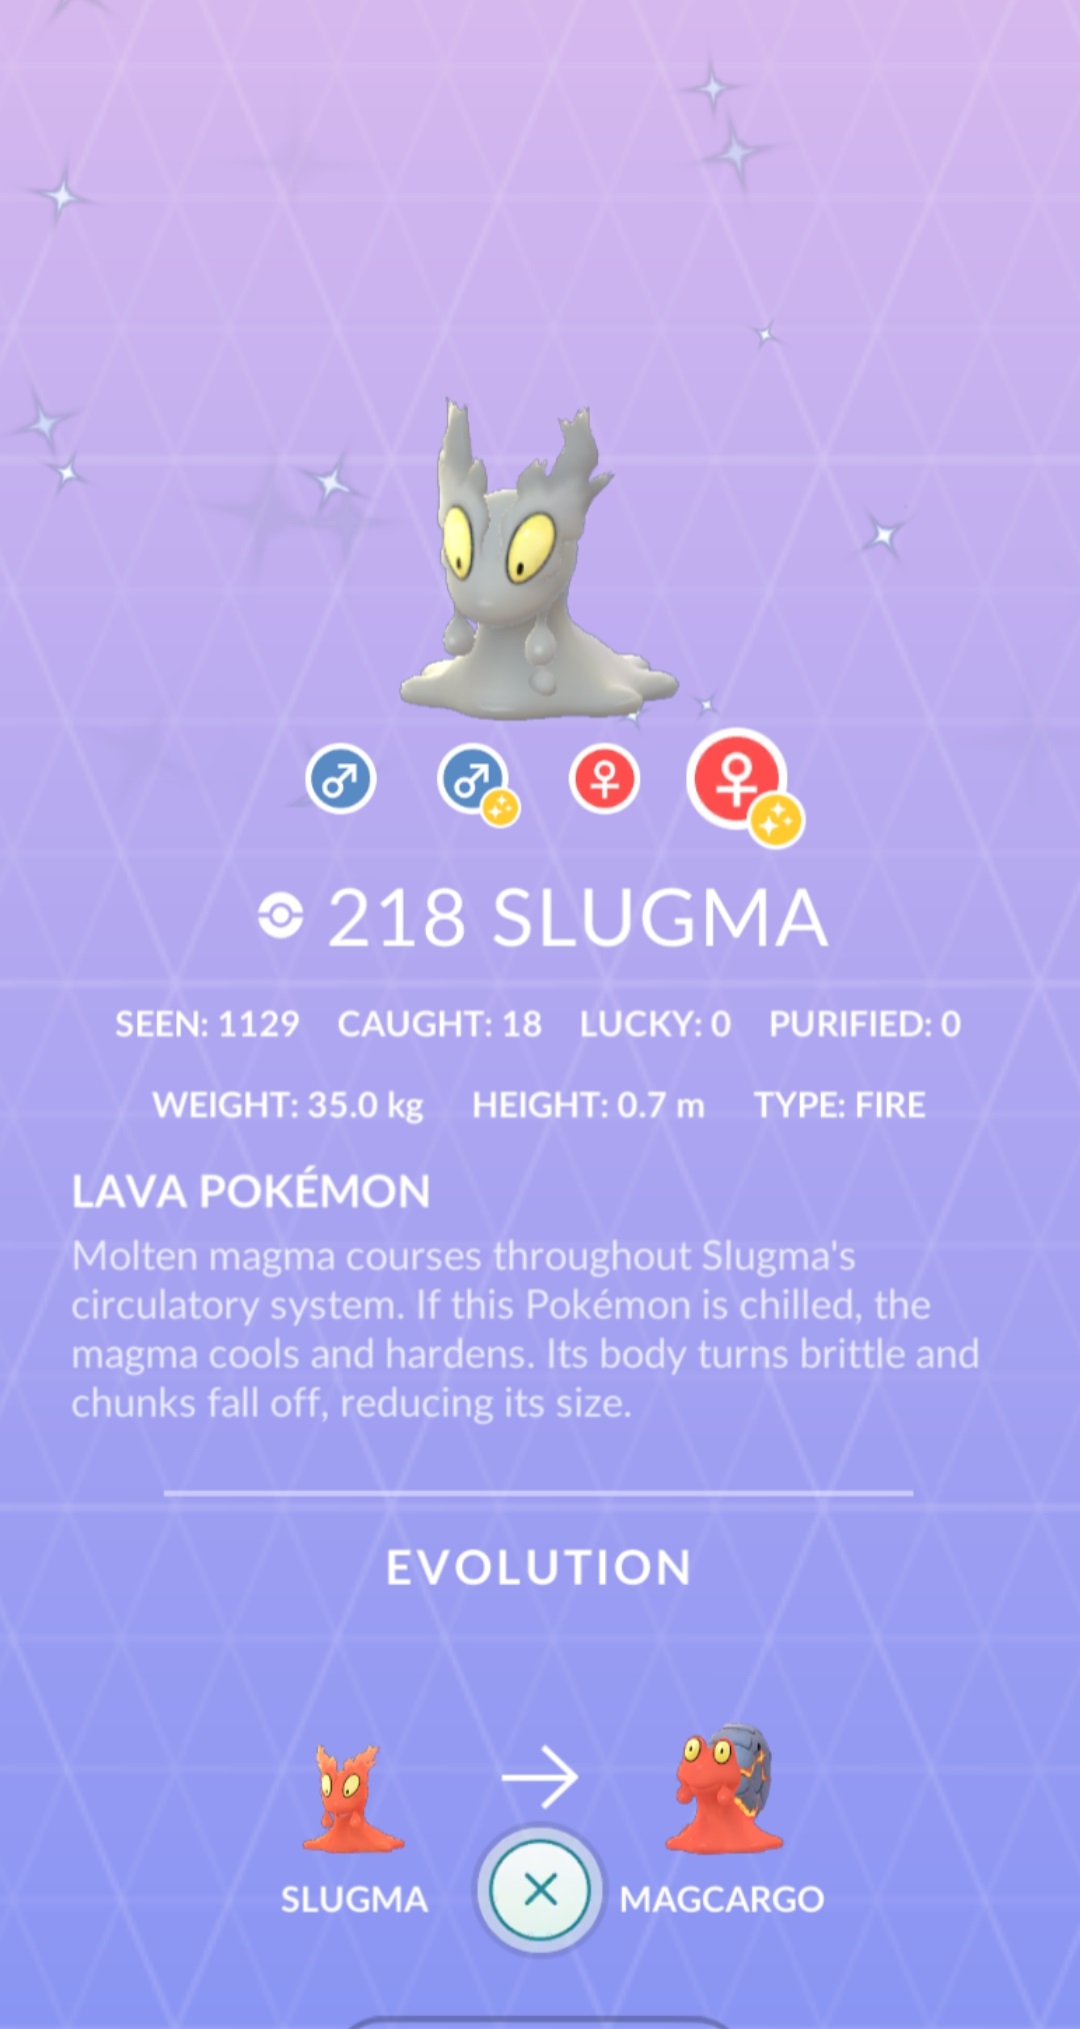 218 SLUGMA
SEEN: 1129 CAUGHT: 18 LUCKY: 0 PURIFIED: 0
WEIGHT: 35.0 kg HEIGHT: 0.7 m TYPE: FIRE
LAVA POKÉMON
Molten magma courses throughout Slugma's
circulatory system. If this Pokémon is chilled, the
magma cools and hardens. Its body turns brittle and
chunks fall off, reducing its size.
EVOLUTION
SLUGMA MAGCARGO